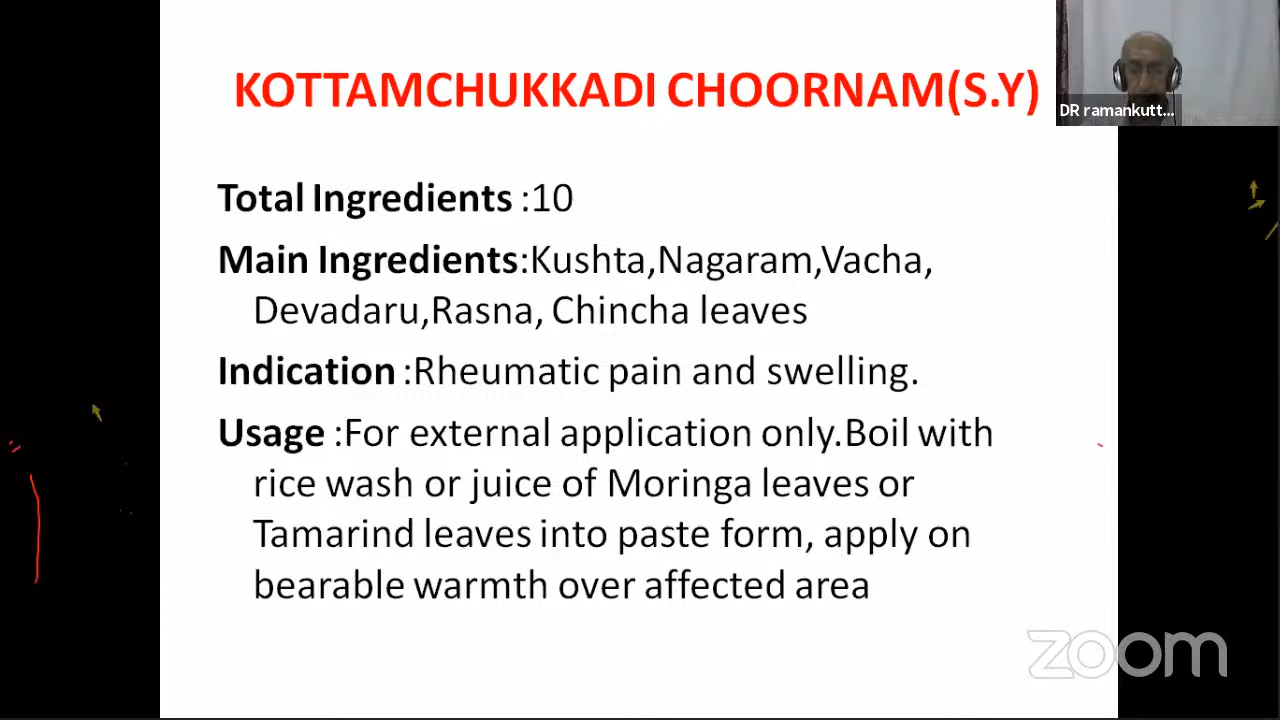 KOTTAMCHUKKADI CHOORNAM(S.Y)
DR ramankutt...
Total Ingredients :10
Main Ingredients:Kushta,Nagaram,Vacha,
Devadaru,Rasna, Chincha leaves
Indication :Rheumatic pain and swelling.
Usage :For external application only.Boil with
rice wash or juice of Moringa leaves or
Tamarind leaves into paste form, apply on
bearable warmth over affected area
zoom